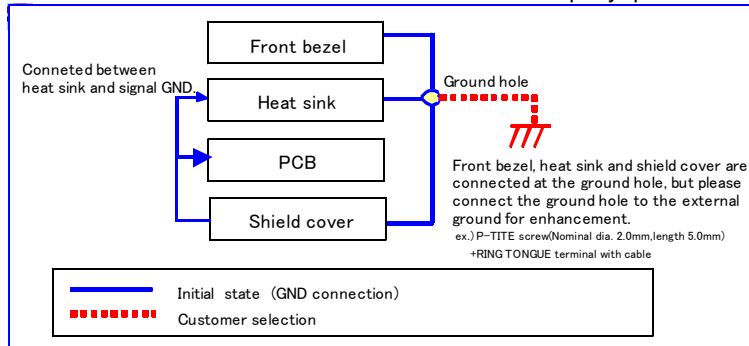 Front bezel
Conneted between
heat sink and signal GND.
Ground hole
Heat sink
PCB
Front bezel, heat sink and shield cover are
connected at the ground hole, but please
connect the ground hole to the external
ground for enhancement.
Shield cover
ex.) P-TITE screw(Nominal dia. 2.0mm,length 5.0mm)
+RING TONGUE terminal with cable
Initial state (GND connection)
Customer selection